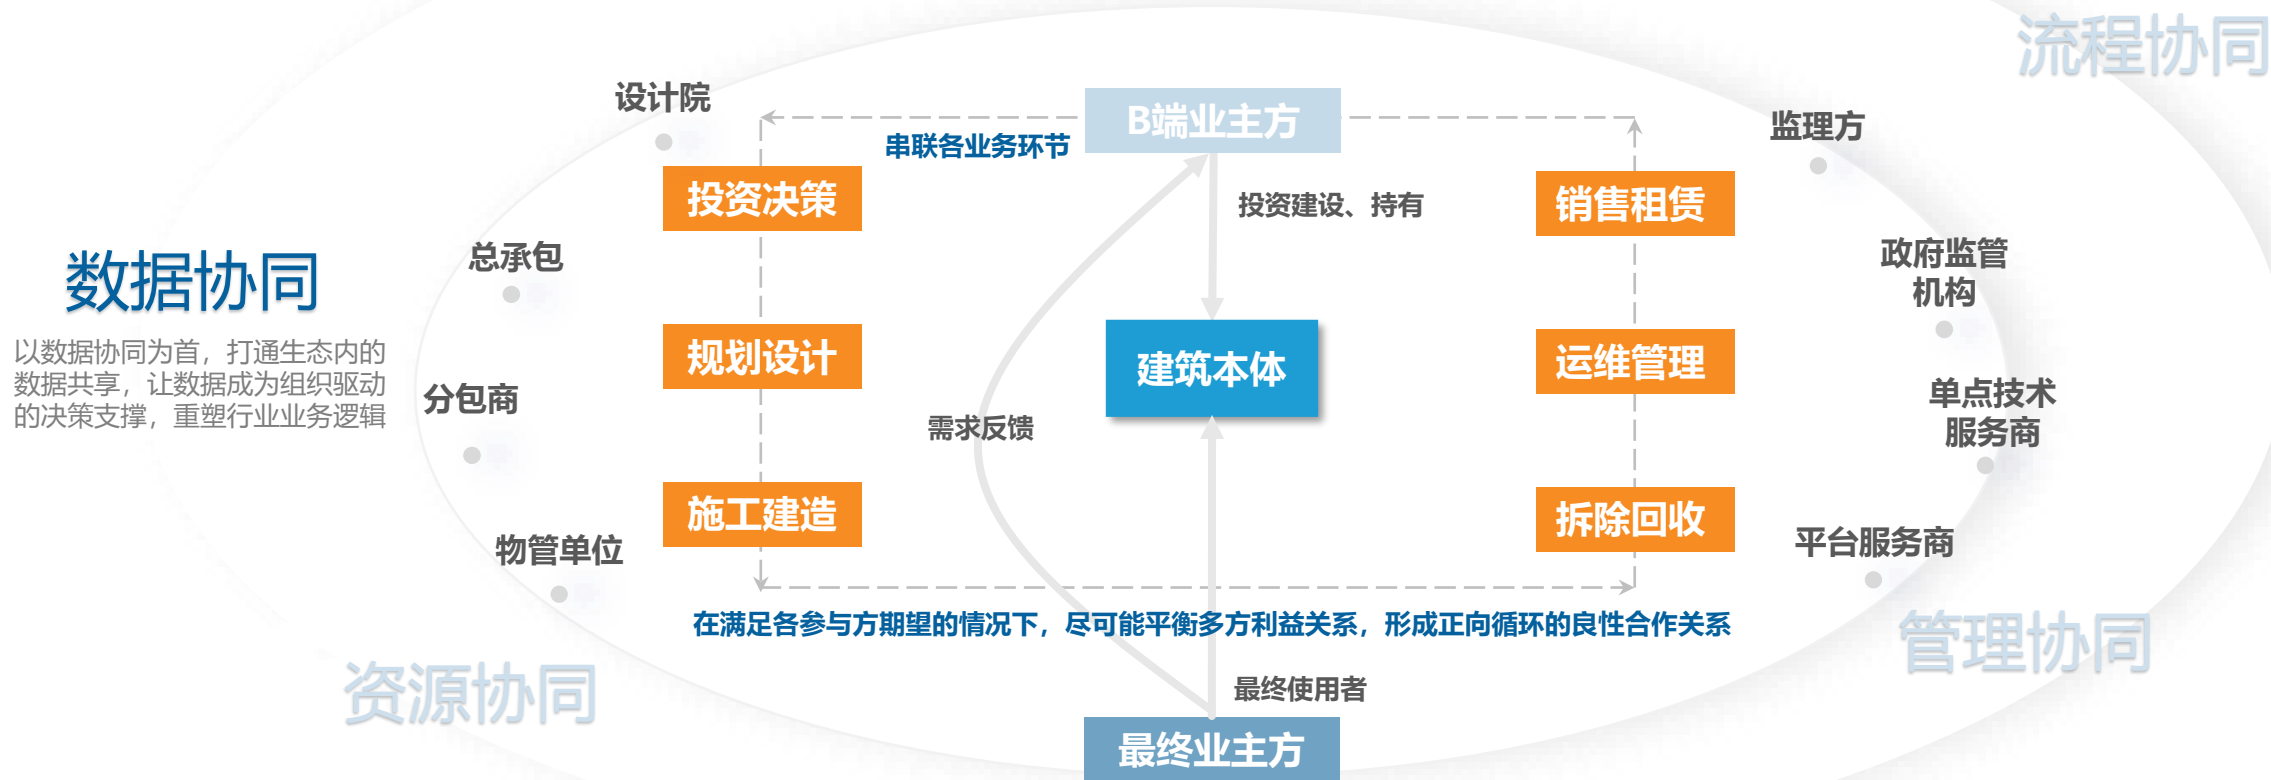 流程协同
设计院
B端业主方
监理方
串联各业务环节
投资决策
投资建设、持有
销售租赁
数据协同
总承包
政府监管
机构
以数据协同为首，打通生态内的
数据共享，让数据成为组织驱动
的决策支撑，重塑行业业务逻辑
分包商
规划设计
建筑本体
运维管理
单点技术
服务商
需求反馈
物管单位
施工建造
拆除回收
平台服务商
在满足各参与方期望的情况下，尽可能平衡多方利益关系，形成正向循环的良性合作关系
管理协同
资源协同
最终使用者
最终业主方